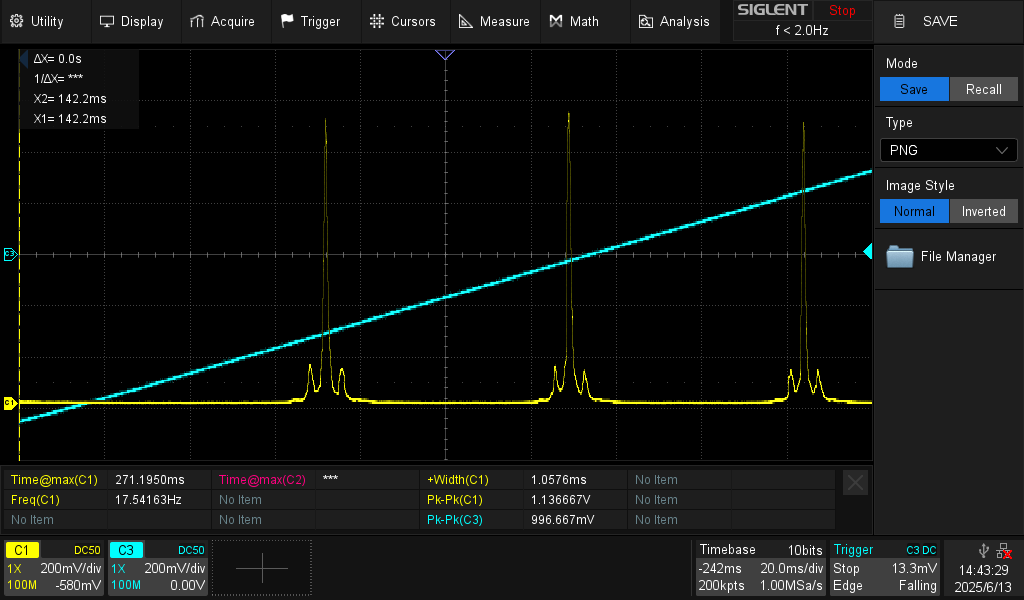 Utility Display Acquire Trigger Cursors Measure Math Analysis SIGLENT Stop SAVE
f < 2.0Hz
ΔX= 0.0s
1/ΔX= ***
X2= 142.2ms
X1= 142.2ms
Mode
Save Recall
Type
PNG
Image Style
Normal Inverted
File Manager
C3
C1
Time@max(C1) 271.1950ms Time@max(C2) *** +Width(C1) 1.0576ms No Item
Freq(C1) 17.54163Hz No Item Pk-Pk(C1) 1.136667V No Item
No Item No Item Pk-Pk(C3) 996.667mV No Item
C1 DC50 C3 DC50 Timebase 10bits Trigger C3 DC
1X 200mV/div 1X 200mV/div -242ms 20.0ms/div Stop 13.3mV
100M -580mV 100M 0.00V 200kpts 1.00MSa/s Edge Falling
14:43:29
2025/6/13